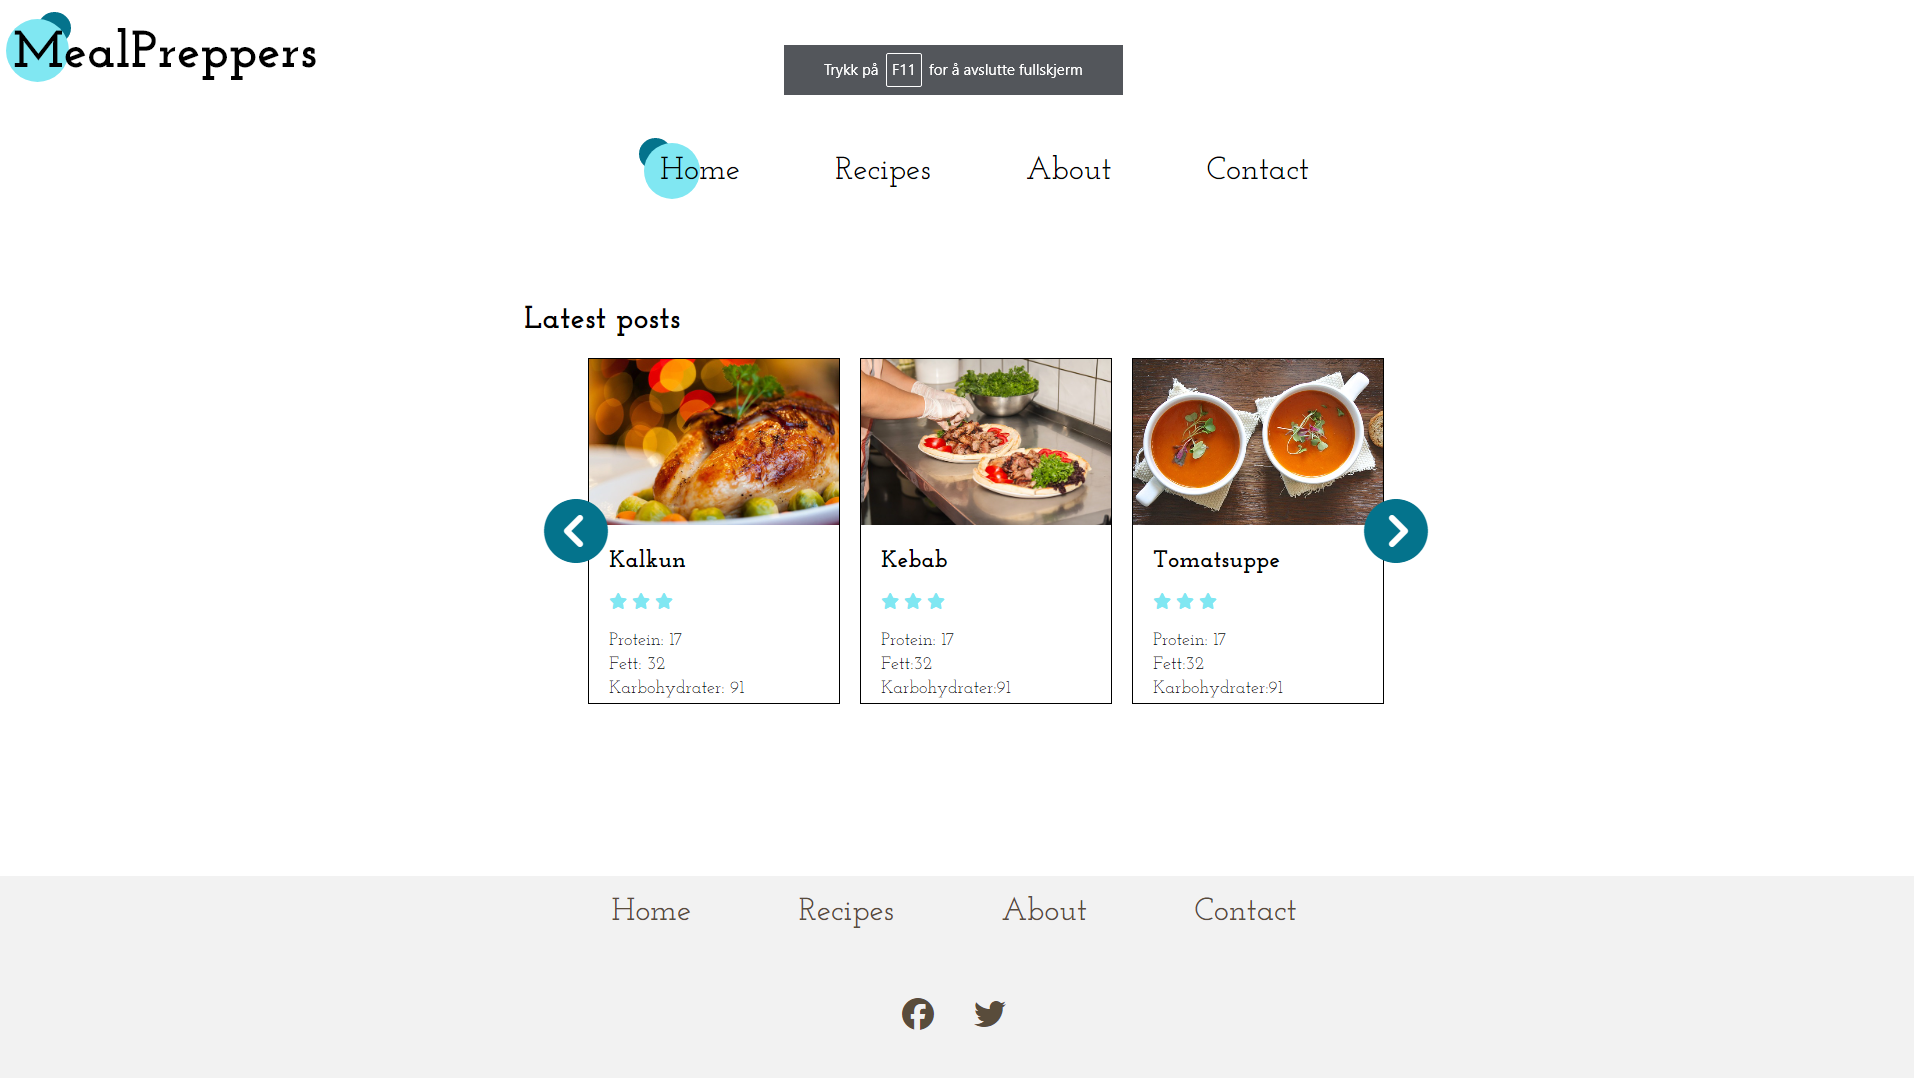 MealPreppers
Trykk på F11 for å avslutte fullskjerm
Home Recipes About Contact
Latest posts
Kalkun
Protein: 17
Fett: 32
Karbohydrater: 91
Kebab
Protein: 17
Fett:32
Karbohydrater:91
Tomatsuppe
Protein: 17
Fett:32
Karbohydrater:91
Home Recipes About Contact